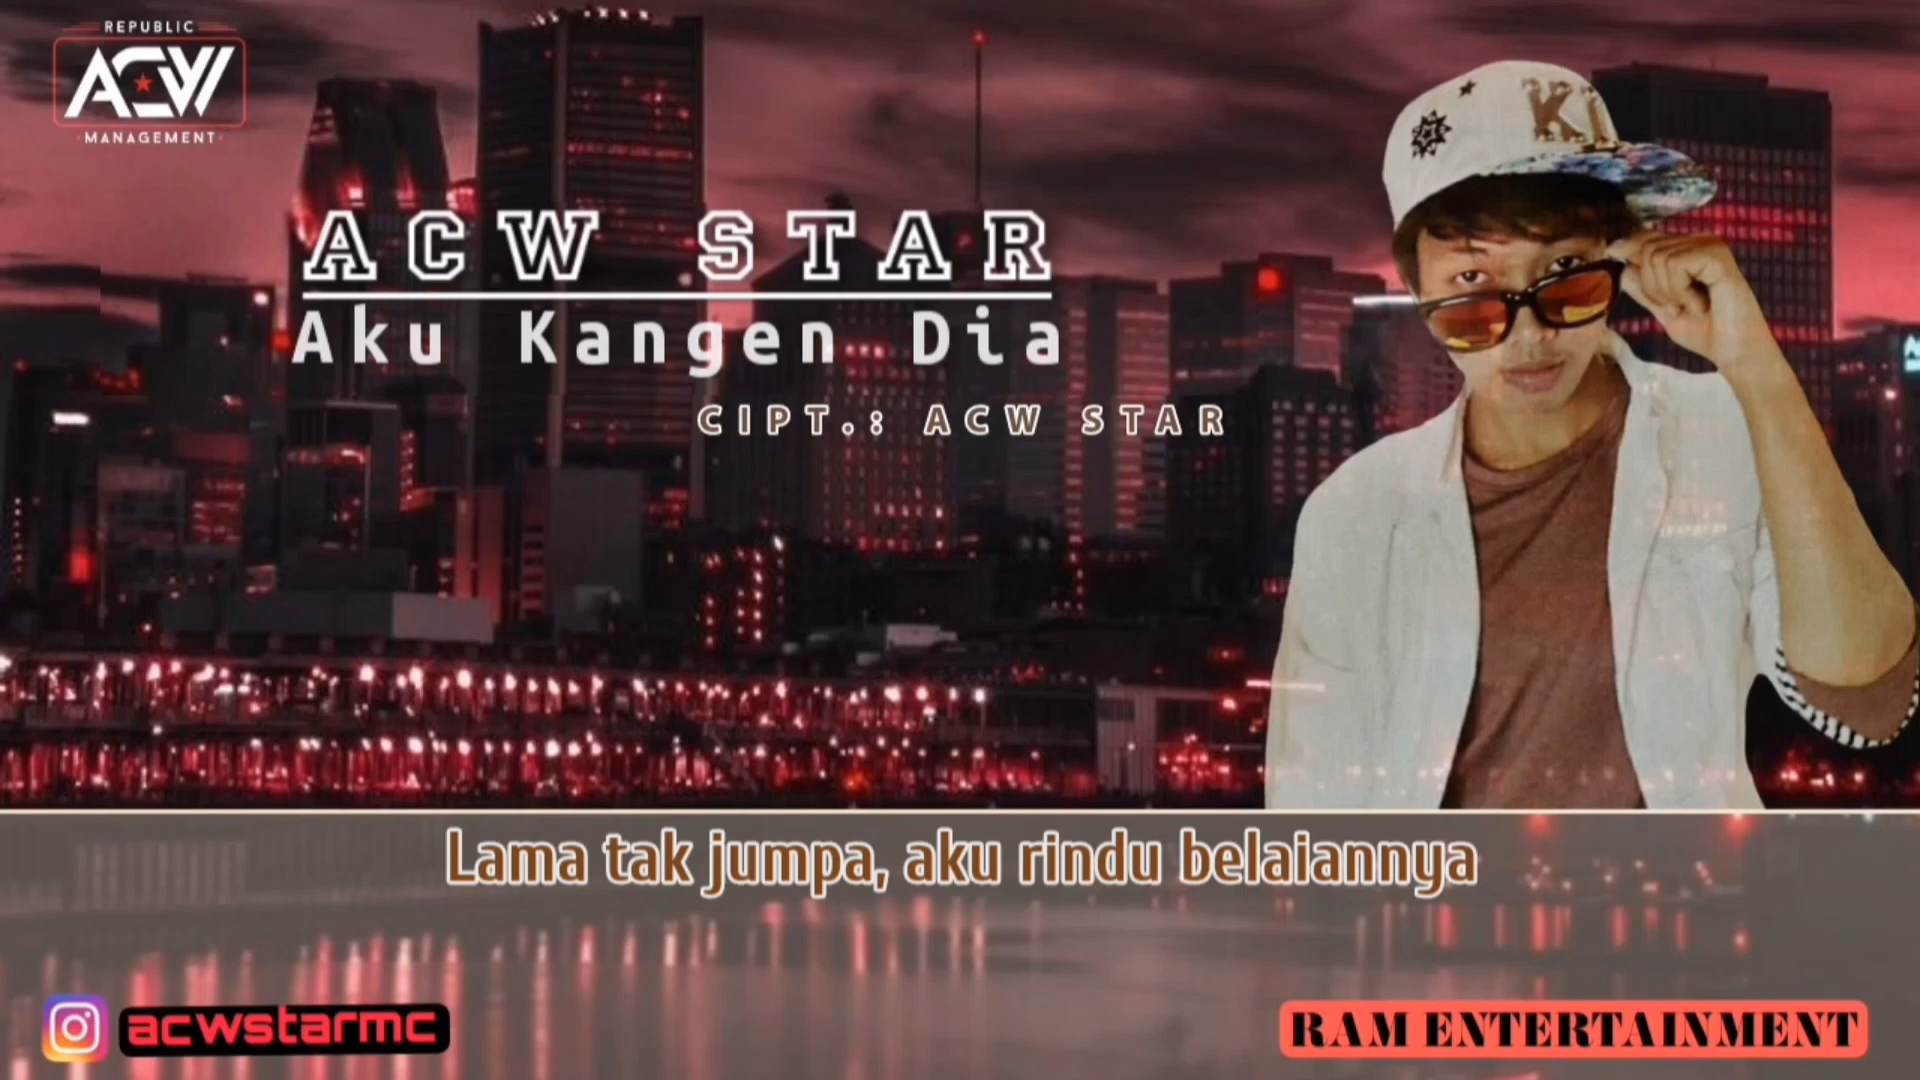 REPUBLIC
ACW
MANAGEMENT
ACW STAR
Aku Kangen Dia
CIPT.: ACW STAR
Lama tak jumpa, aku rindu belaiannya
acwstarmc
RAM ENTERTAINMENT